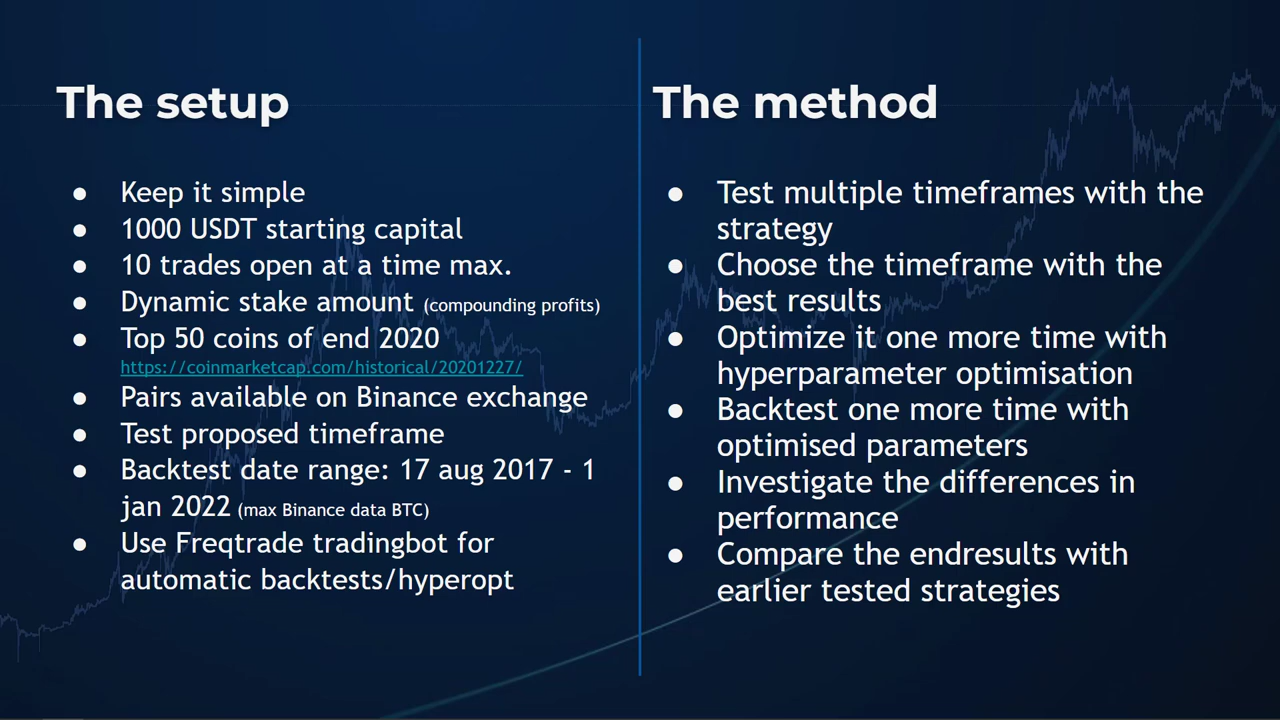 The setup
● Keep it simple
● 1000 USDT starting capital
● 10 trades open at a time max.
● Dynamic stake amount (compounding profits)
● Top 50 coins of end 2020
https://coinmarketcap.com/historical/20201227/
● Pairs available on Binance exchange
● Test proposed timeframe
● Backtest date range: 17 aug 2017 - 1
jan 2022 (max Binance data BTC)
● Use Freqtrade tradingbot for
automatic backtests/hyperopt
The method
● Test multiple timeframes with the
strategy
● Choose the timeframe with the
best results
● Optimize it one more time with
hyperparameter optimisation
● Backtest one more time with
optimised parameters
● Investigate the differences in
performance
● Compare the endresults with
earlier tested strategies